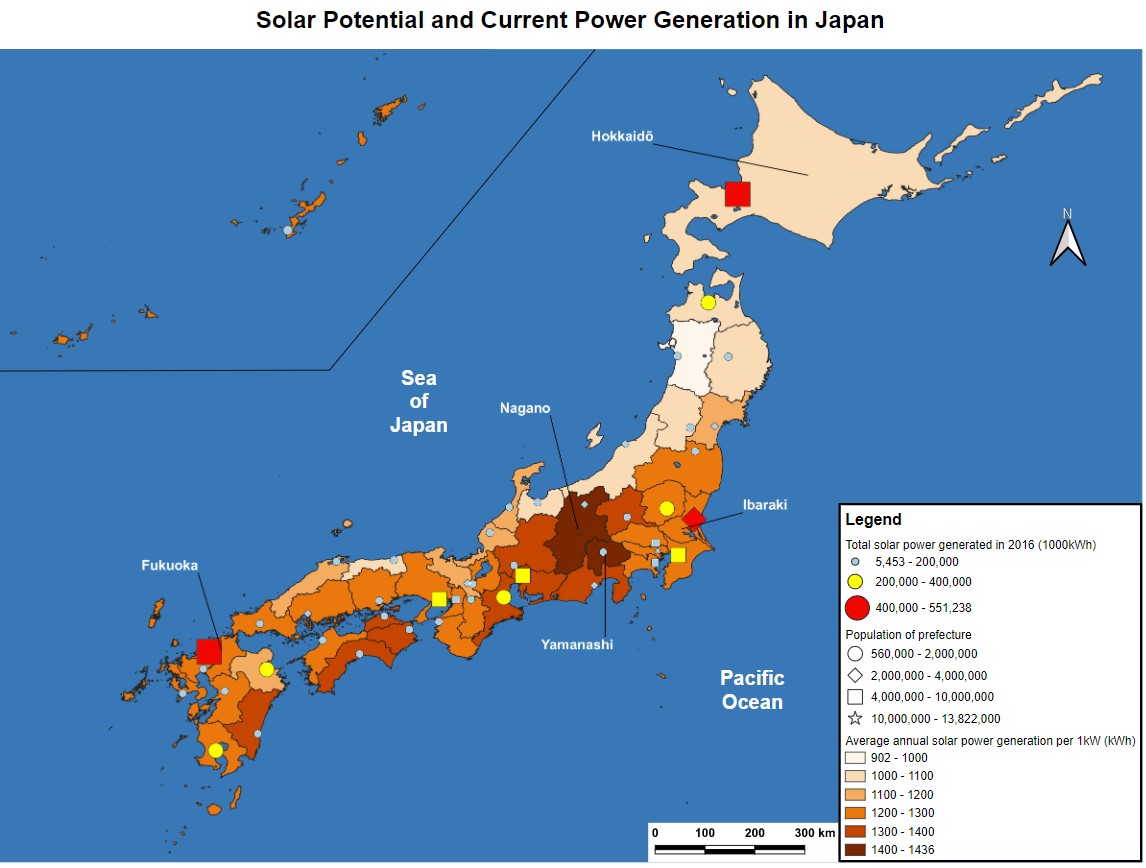 Solar Potential and Current Power Generation in Japan
Hokkaidō
N
Sea
of
Japan
Nagano
Ibaraki
Fukuoka
Yamanashi
Pacific
Ocean
Legend
Total solar power generated in 2016 (1000kWh)
5,453 - 200,000
200,000 - 400,000
400,000 - 551,238
Population of prefecture
560,000 - 2,000,000
2,000,000 - 4,000,000
4,000,000 - 10,000,000
10,000,000 - 13,822,000
Average annual solar power generation per 1kW (kWh)
902 - 1000
1000 - 1100
1100 - 1200
1200 - 1300
1300 - 1400
1400 - 1436
0 100 200 300 km